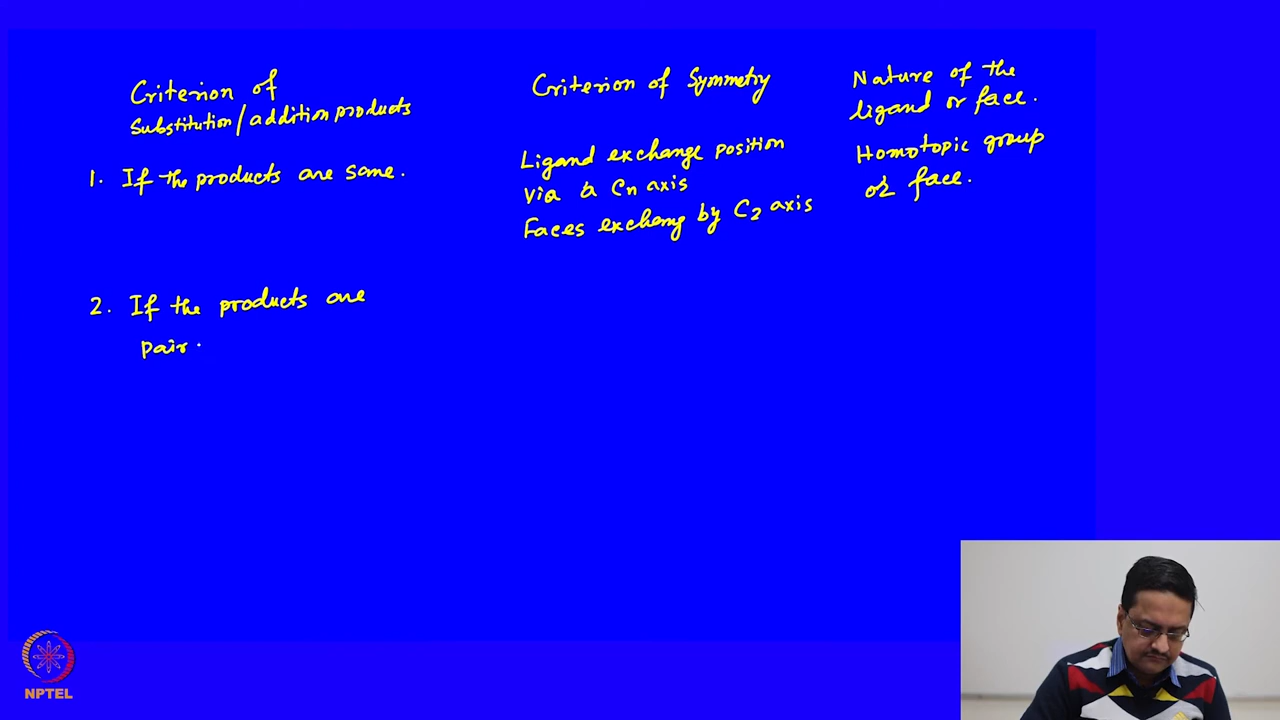 Criterion of
Substitution/addition products
Criterion of Symmetry
Nature of the
ligand or face.
1. If the products are same.
Ligand exchange position
via a Cn axis
Faces exchang by C2 axis
Homotopic group
or face.
2. If the products are
pair
NPTEL